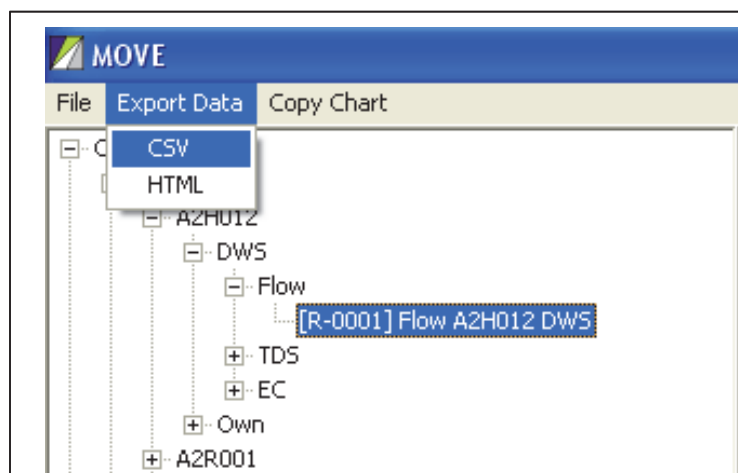 MOVE
File Export Data Copy Chart
CSV
HTML
A2H012
DWS
Flow
[R-0001] Flow A2H012 DWS
TDS
EC
Own
A2R001